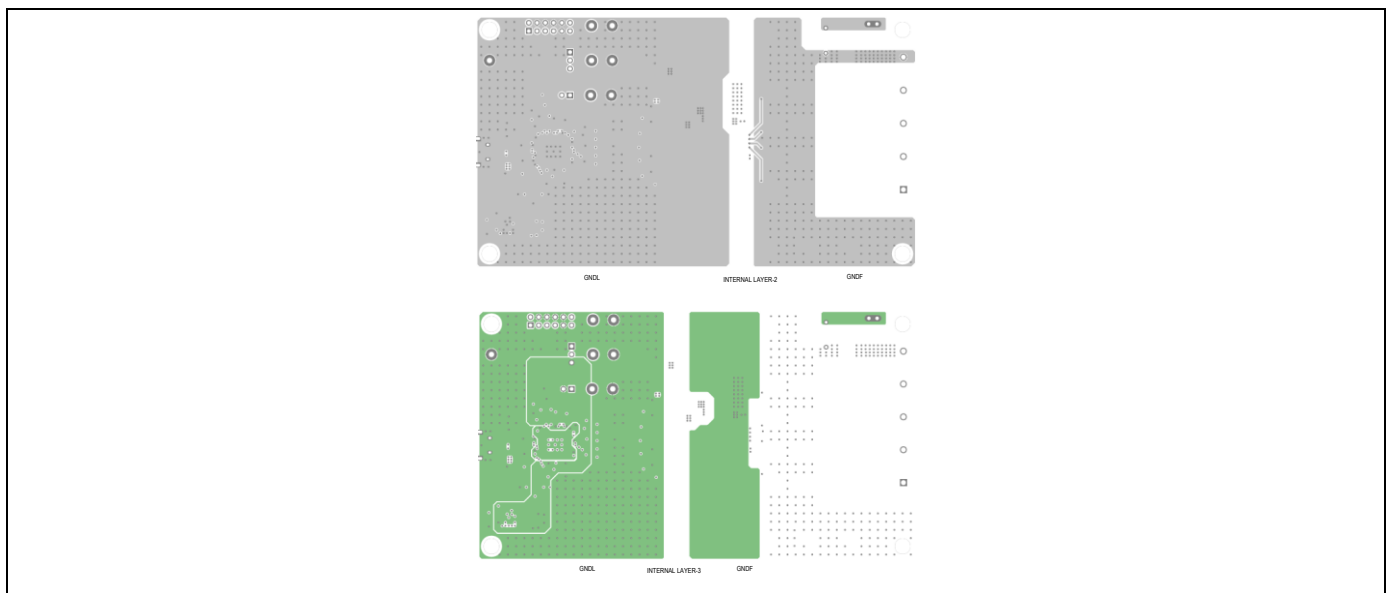 GNDL INTERNAL LAYER-2 GNDF
GNDL INTERNAL LAYER-3 GNDF